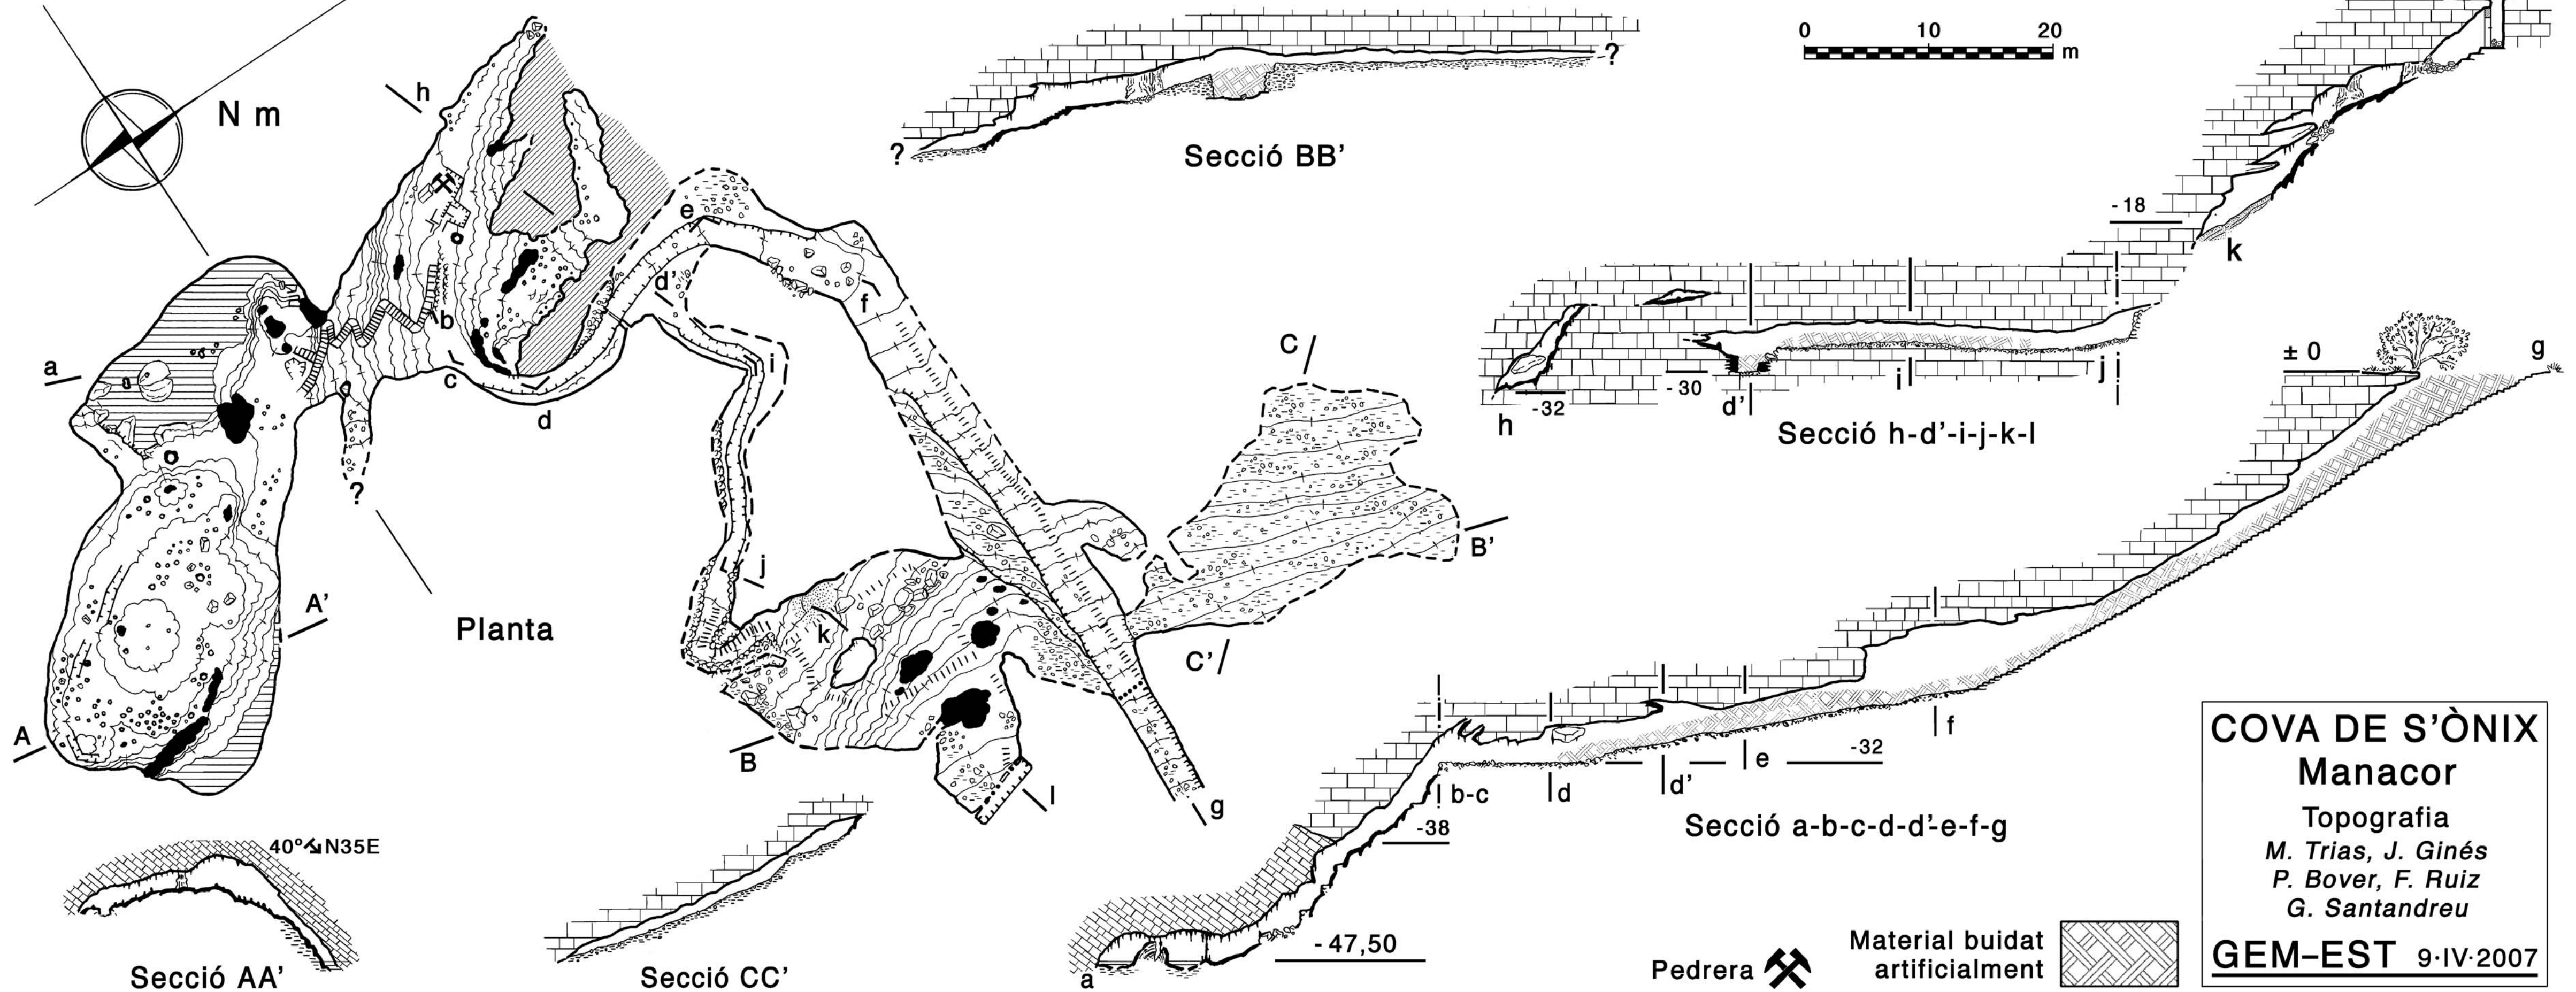 N m
h
b
c
d
e
d'
f
i
j
k
a
?
A'
A
Planta
B
l
g
C
B'
C'
40º N35E
Secció AA'
Secció CC'
?
?
Secció BB'
0 10 20
m
-18
k
-30
-32
h
d'
i
j
Secció h-d'-i-j-k-l
± 0
g
-32
f
e
d'
d
b-c
-38
Secció a-b-c-d-d'-e-f-g
-47,50
a
Pedrera
Material buidat
artificialment
COVA DE S'ÒNIX
Manacor
Topografia
M. Trias, J. Ginés
P. Bover, F. Ruiz
G. Santandreu
GEM-EST 9·IV·2007